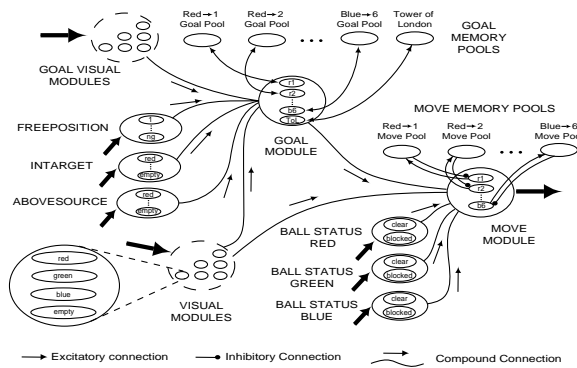 Red→1
Goal Pool
Red→2
Goal Pool
Blue→6
Goal Pool
Tower of
London
GOAL
MEMORY
POOLS
GOAL VISUAL
MODULES
r1
r2
b6
Tol
GOAL
MODULE
FREEPOSITION
1
ng
INTARGET
red
empty
ABOVESOURCE
red
empty
MOVE MEMORY POOLS
Red→1
Move Pool
Red→2
Move Pool
Blue→6
Move Pool
r1
r2
b6
MOVE
MODULE
BALL STATUS
RED
clear
blocked
BALL STATUS
GREEN
clear
blocked
BALL STATUS
BLUE
clear
blocked
red
green
blue
empty
VISUAL
MODULES
Excitatory connection
Inhibitory Connection
Compound Connection